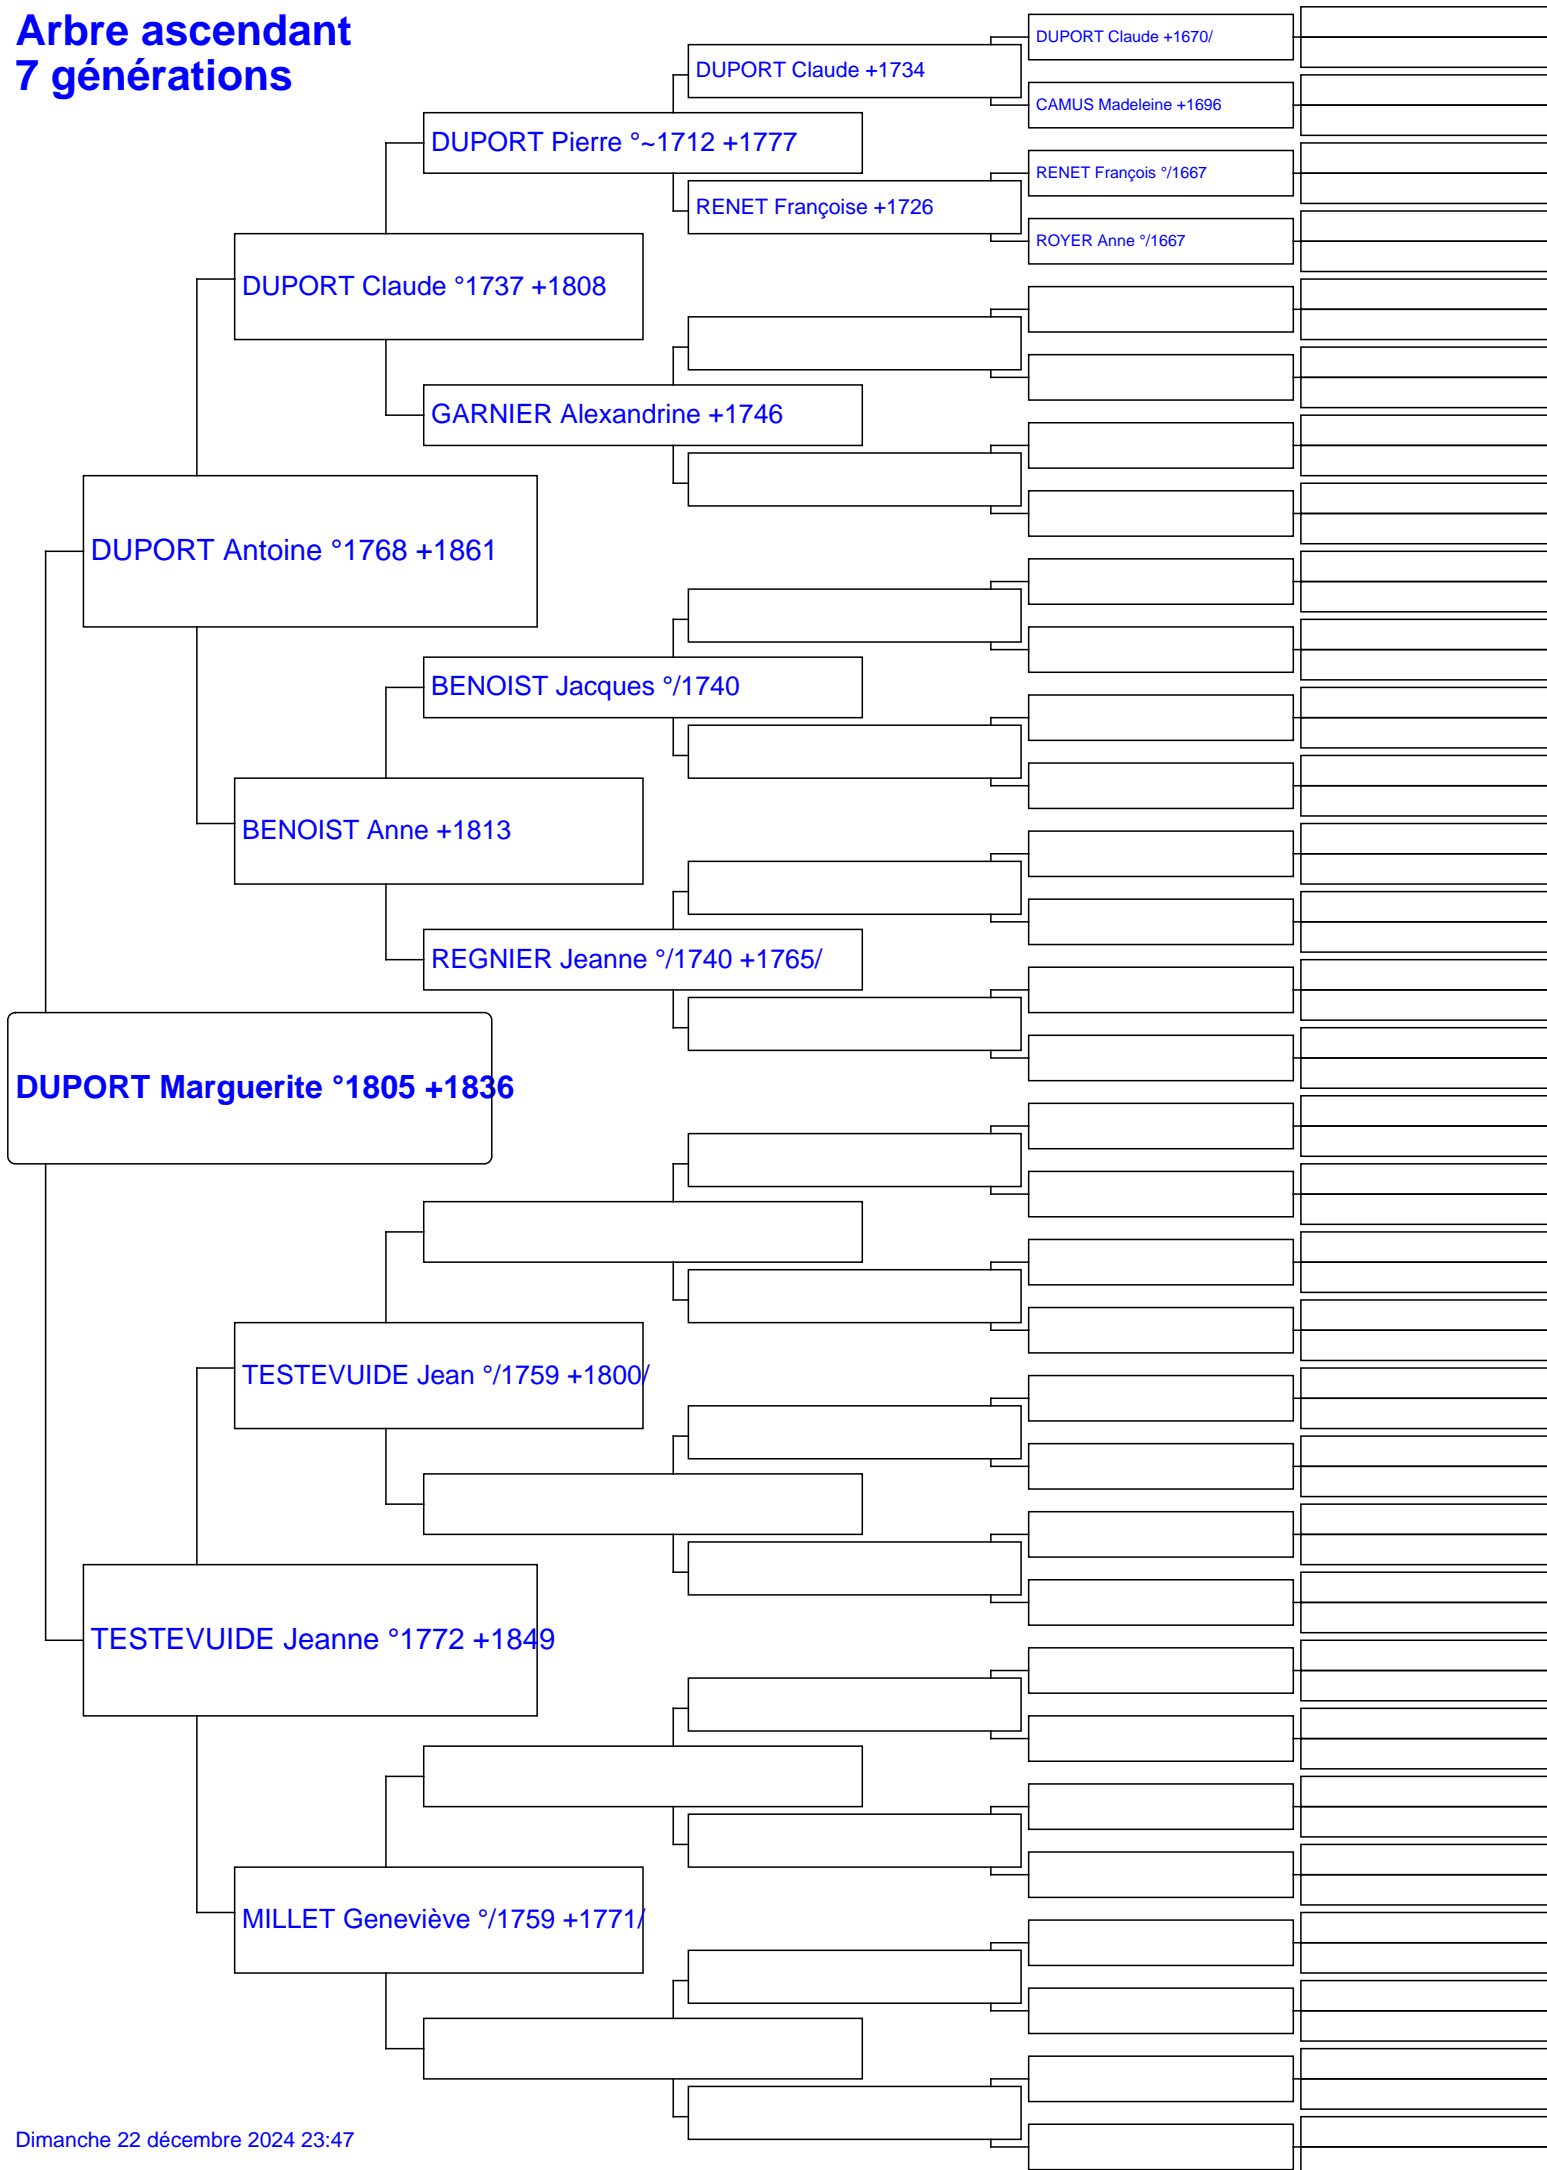 Arbre ascendant
7 générations
DUPORT Claude +1670/
DUPORT Claude +1734
CAMUS Madeleine +1696
DUPORT Pierre °~1712 +1777
RENET François °/1667
RENET Françoise +1726
ROYER Anne °/1667
DUPORT Claude °1737 +1808
GARNIER Alexandrine +1746
DUPORT Antoine °1768 +1861
BENOIST Jacques °/1740
BENOIST Anne +1813
REGNIER Jeanne °/1740 +1765/
DUPORT Marguerite °1805 +1836
TESTEVUIDE Jean °/1759 +1800/
TESTEVUIDE Jeanne °1772 +1849
MILLET Geneviève °/1759 +1771/
Dimanche 22 décembre 2024 23:47